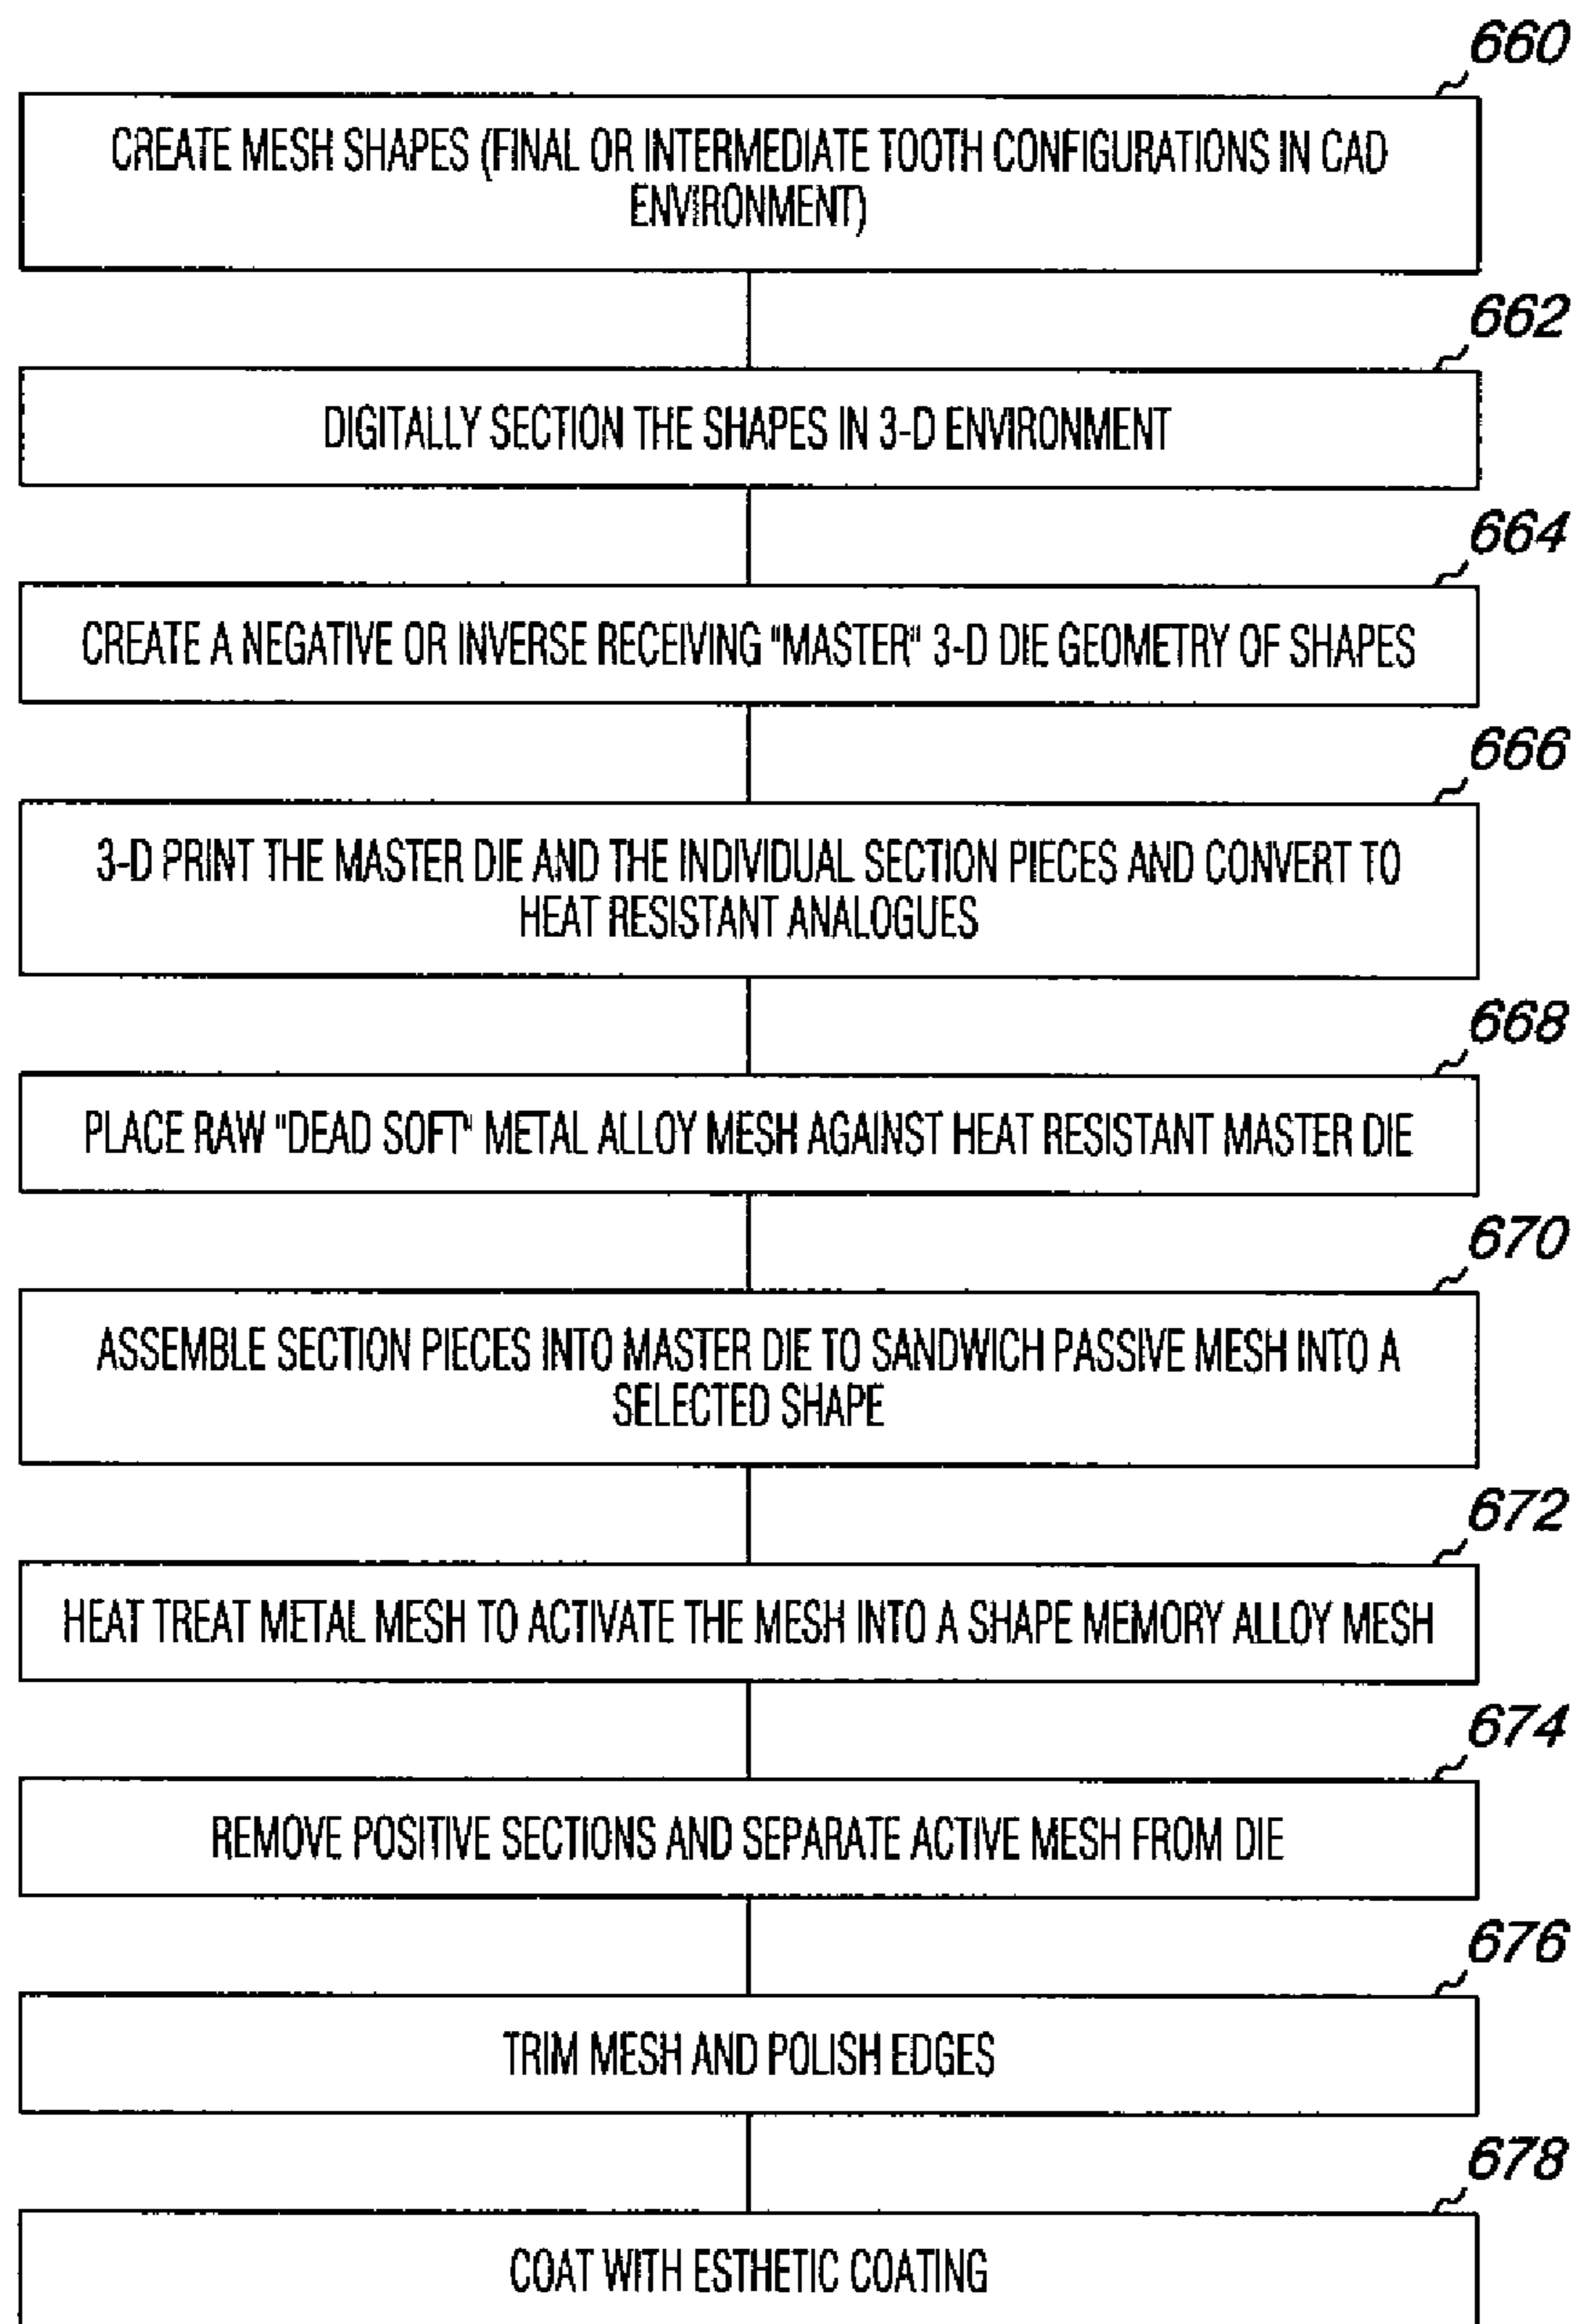 660
CREATE MESH SHAPES (FINAL OR INTERMEDIATE TOOTH CONFIGURATIONS IN CAD
ENVIRONMENT)
662
DIGITALLY SECTION THE SHAPES IN 3-D ENVIRONMENT
664
CREATE A NEGATIVE OR INVERSE RECEIVING "MASTER" 3-D DIE GEOMETRY OF SHAPES
666
3-D PRINT THE MASTER DIE AND THE INDIVIDUAL SECTION PIECES AND CONVERT TO
HEAT RESISTANT ANALOGUES
668
PLACE RAW "DEAD SOFT" METAL ALLOY MESH AGAINST HEAT RESISTANT MASTER DIE
670
ASSEMBLE SECTION PIECES INTO MASTER DIE TO SANDWICH PASSIVE MESH INTO A
SELECTED SHAPE
672
HEAT TREAT METAL MESH TO ACTIVATE THE MESH INTO A SHAPE MEMORY ALLOY MESH
674
REMOVE POSITIVE SECTIONS AND SEPARATE ACTIVE MESH FROM DIE
676
TRIM MESH AND POLISH EDGES
678
COAT WITH ESTHETIC COATING